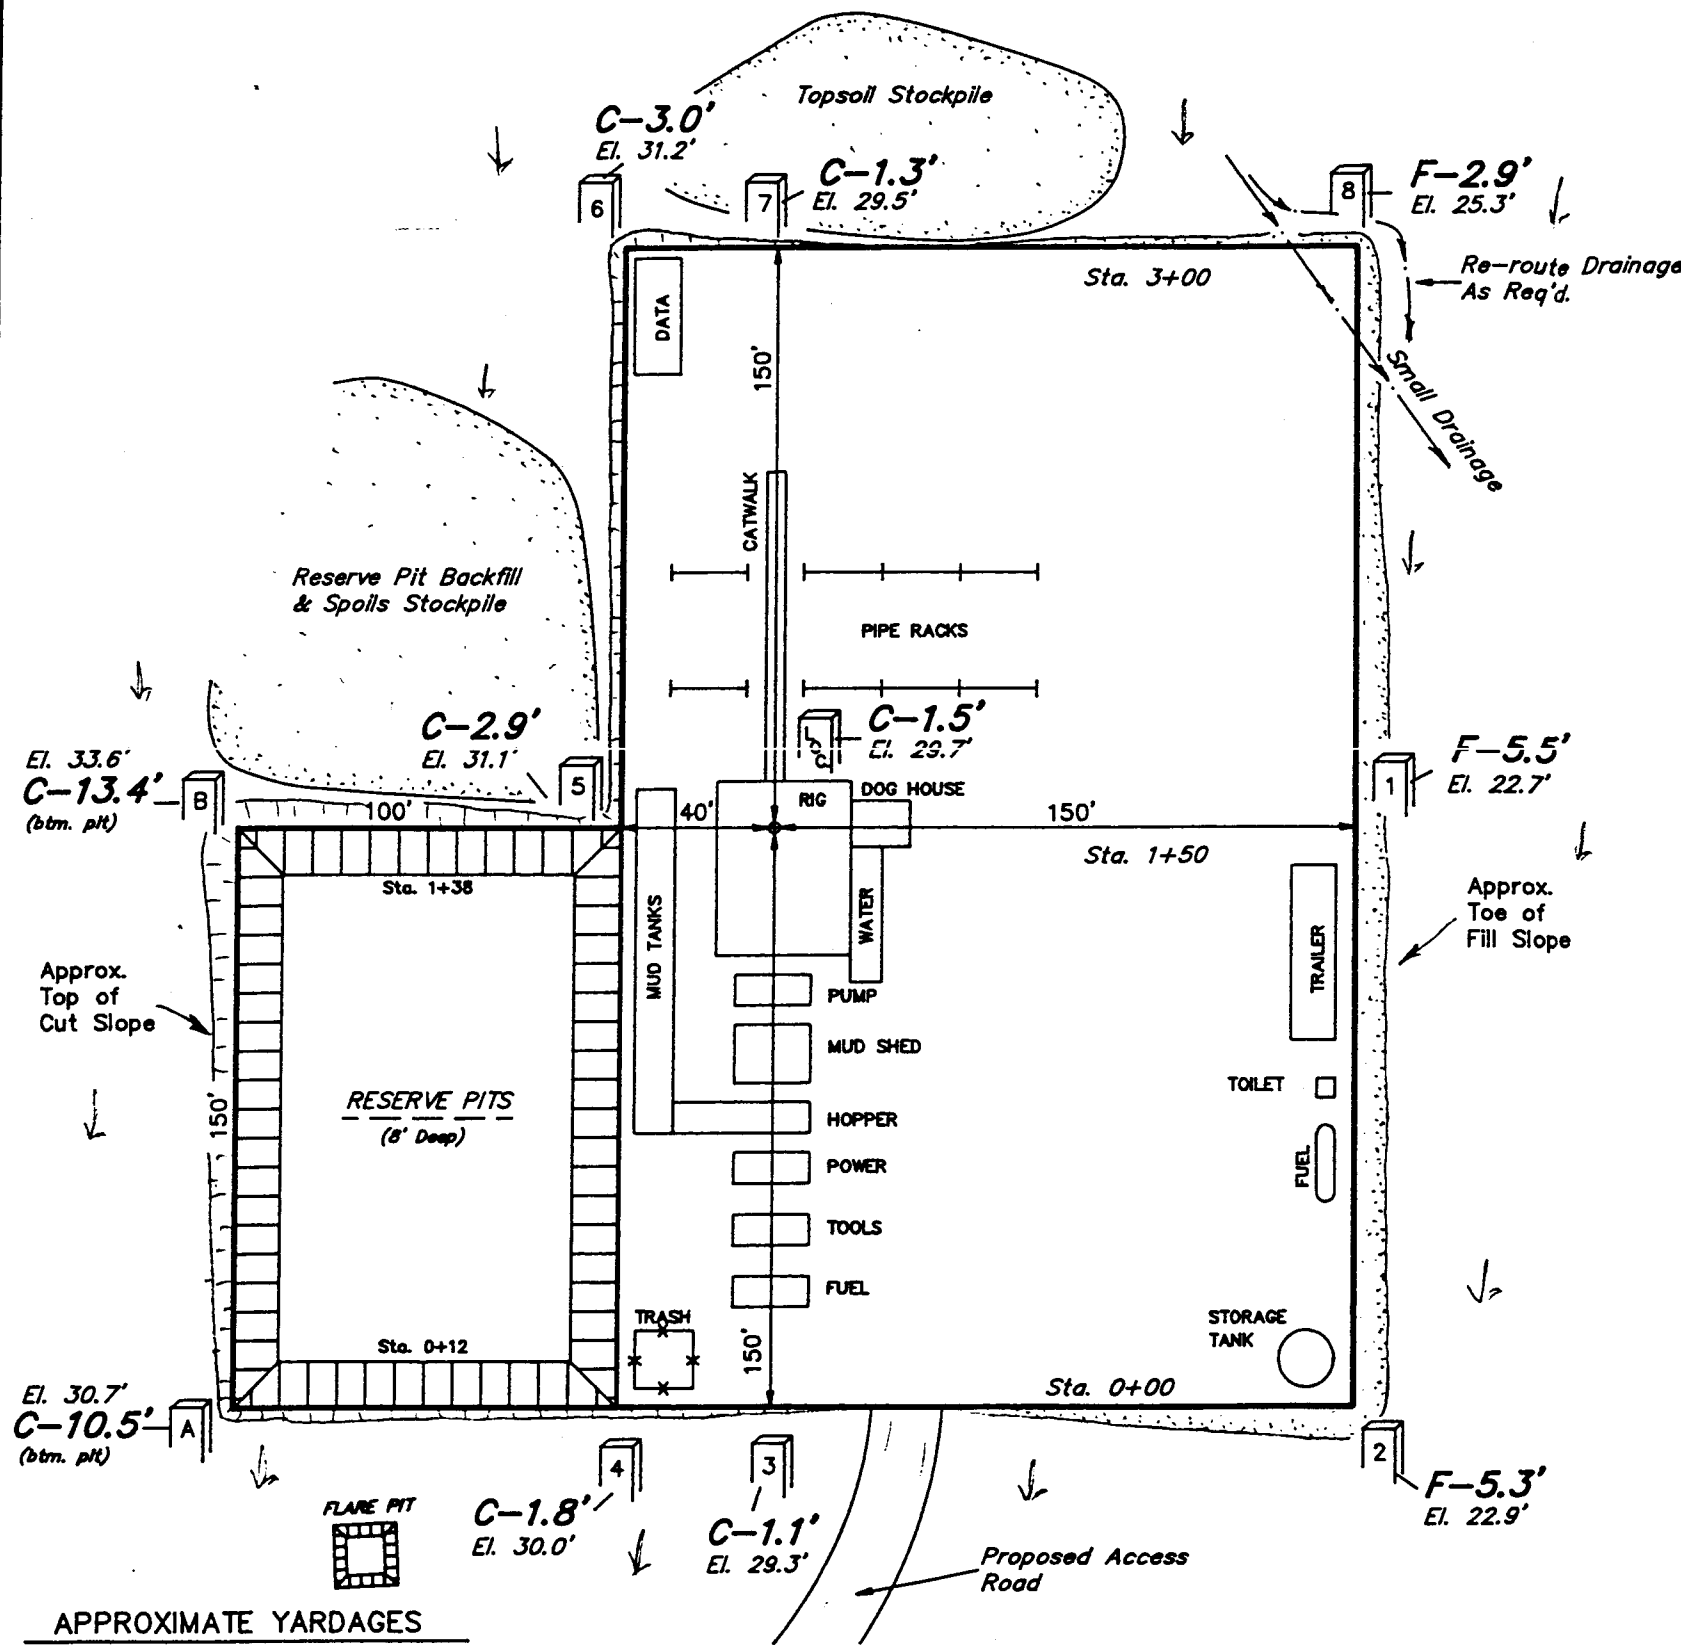 Topsoil Stockpile
C-3.0'
El. 31.2'
6
7
C-1.3'
El. 29.5'
8
F-2.9'
El. 25.3'
Sta. 3+00
Re-route Drainage
As Req'd.
DATA
150'
Small Drainage
CATWALK
Reserve Pit Backfill
& Spoils Stockpile
PIPE RACKS
C-2.9'
El. 31.1'
5
LOC.
C-1.5'
El. 29.7'
F-5.5'
El. 22.7'
1
El. 33.6'
C-13.4'
(btm. pit)
B
100'
40'
RIG
DOG HOUSE
150'
Sta. 1+50
Sta. 1+38
MUD TANKS
WATER
TRAILER
Approx.
Toe of
Fill Slope
Approx.
Top of
Cut Slope
PUMP
MUD SHED
150'
RESERVE PITS
(8' Deep)
TOILET
HOPPER
POWER
FUEL
TOOLS
FUEL
TRASH
STORAGE
TANK
Sta. 0+12
150'
Sta. 0+00
El. 30.7'
C-10.5'
(btm. pit)
A
4
3
2
C-1.8'
El. 30.0'
C-1.1'
El. 29.3'
F-5.3'
El. 22.9'
FLARE PIT
Proposed Access
Road
APPROXIMATE YARDAGES